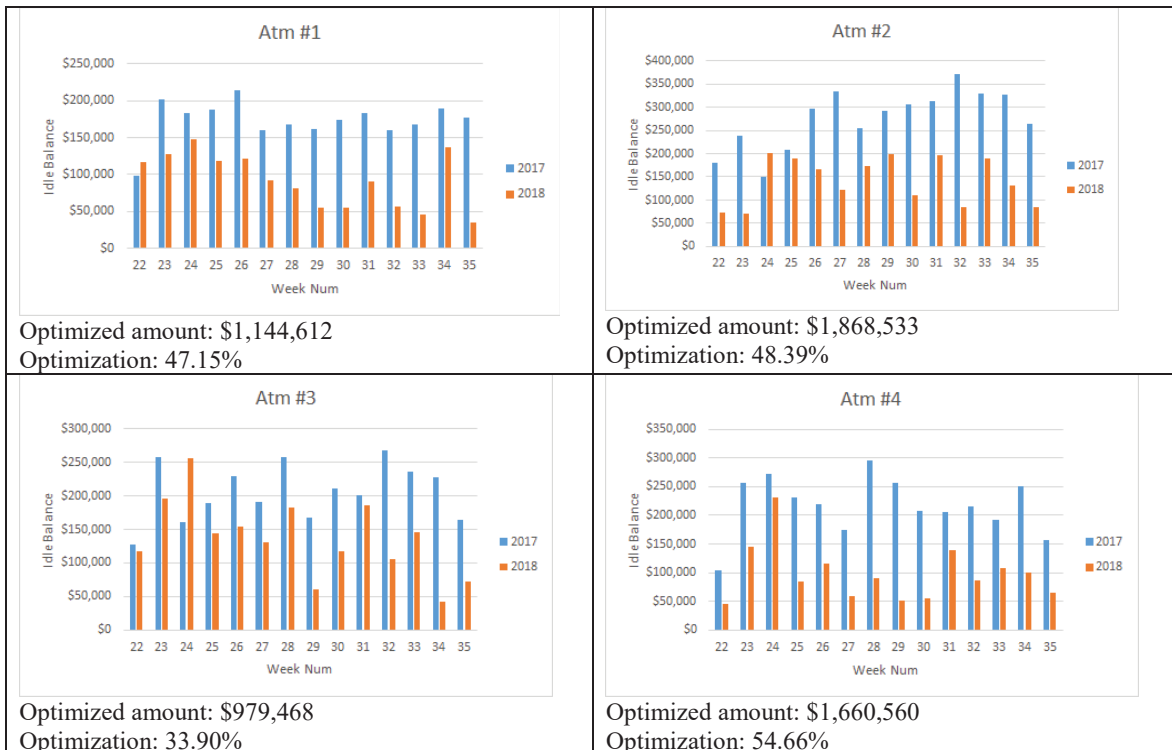 Atm #1
$250,000
$200,000
$150,000
$100,000
$50,000
$0
Idle Balance
22 23 24 25 26 27 28 29 30 31 32 33 34 35
Week Num
2017
2018
Optimized amount: $1,144,612
Optimization: 47.15%
Atm #2
$400,000
$350,000
$300,000
$250,000
$200,000
$150,000
$100,000
$50,000
$0
Idle Balance
22 23 24 25 26 27 28 29 30 31 32 33 34 35
Week Num
2017
2018
Optimized amount: $1,868,533
Optimization: 48.39%
Atm #3
$300,000
$250,000
$200,000
$150,000
$100,000
$50,000
$0
Idle Balance
22 23 24 25 26 27 28 29 30 31 32 33 34 35
Week Num
2017
2018
Optimized amount: $979,468
Optimization: 33.90%
Atm #4
$350,000
$300,000
$250,000
$200,000
$150,000
$100,000
$50,000
$0
Idle Balance
22 23 24 25 26 27 28 29 30 31 32 33 34 35
Week Num
2017
2018
Optimized amount: $1,660,560
Optimization: 54.66%